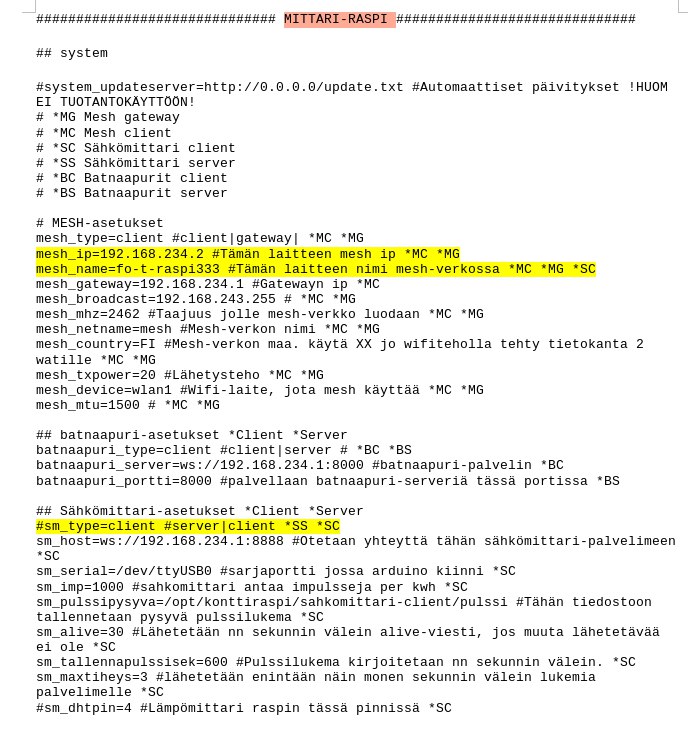 ############################## MITTARI-RASPI ##############################
## system
#system_updateserver=http://0.0.0.0/update.txt #Automaattiset päivitykset !HUOM
EI TUOTANTOKÄYTTÖÖN!
# *MG Mesh gateway
# *MC Mesh client
# *SC Sähkömittari client
# *SS Sähkömittari server
# *BC Batnaapurit client
# *BS Batnaapurit server
# MESH-asetukset
mesh_type=client #client|gateway| *MC *MG
mesh_ip=192.168.234.2 #Tämän laitteen mesh ip *MC *MG
mesh_name=fo-t-raspi333 #Tämän laitteen nimi mesh-verkossa *MC *MG *SC
mesh_gateway=192.168.234.1 #Gatewayn ip *MC
mesh_broadcast=192.168.243.255 # *MC *MG
mesh_mhz=2462 #Taajuus jolle mesh-verkko luodaan *MC *MG
mesh_netname=mesh #Mesh-verkon nimi *MC *MG
mesh_country=FI #Mesh-verkon maa. käytä XX jo wifiteholla tehty tietokanta 2
watille *MC *MG
mesh_txpower=20 #Lähetysteho *MC *MG
mesh_device=wlan1 #Wifi-laite, jota mesh käyttää *MC *MG
mesh_mtu=1500 # *MC *MG
## batnaapuri-asetukset *Client *Server
batnaapuri_type=client #client|server # *BC *BS
batnaapuri_server=ws://192.168.234.1:8000 #batnaapuri-palvelin *BC
batnaapuri_portti=8000 #palvellaan batnaapuri-serveriä tässä portissa *BS
## Sähkömittari-asetukset *Client *Server
#sm_type=client #server|client *SS *SC
sm_host=ws://192.168.234.1:8888 #Otetaan yhteyttä tähän sähkömittari-palvelimeen
*SC
sm_serial=/dev/ttyUSB0 #sarjaportti jossa arduino kiinni *SC
sm_imp=1000 #sahkomittari antaa impulsseja per kwh *SC
sm_pulssipysyva=/opt/konttiraspi/sahkomittari-client/pulssi #Tähän tiedostoon
tallennetaan pysyvä pulssilukema *SC
sm_alive=30 #Lähetetään nn sekunnin välein alive-viesti, jos muuta lähetetävää
ei ole *SC
sm_tallennapulssisek=600 #Pulssilukema kirjoitetaan nn sekunnin välein. *SC
sm_maxtiheys=3 #lähetetään enintään näin monen sekunnin välein lukemia
palvelimelle *SC
#sm_dhtpin=4 #Lämpömittari raspin tässä pinnissä *SC